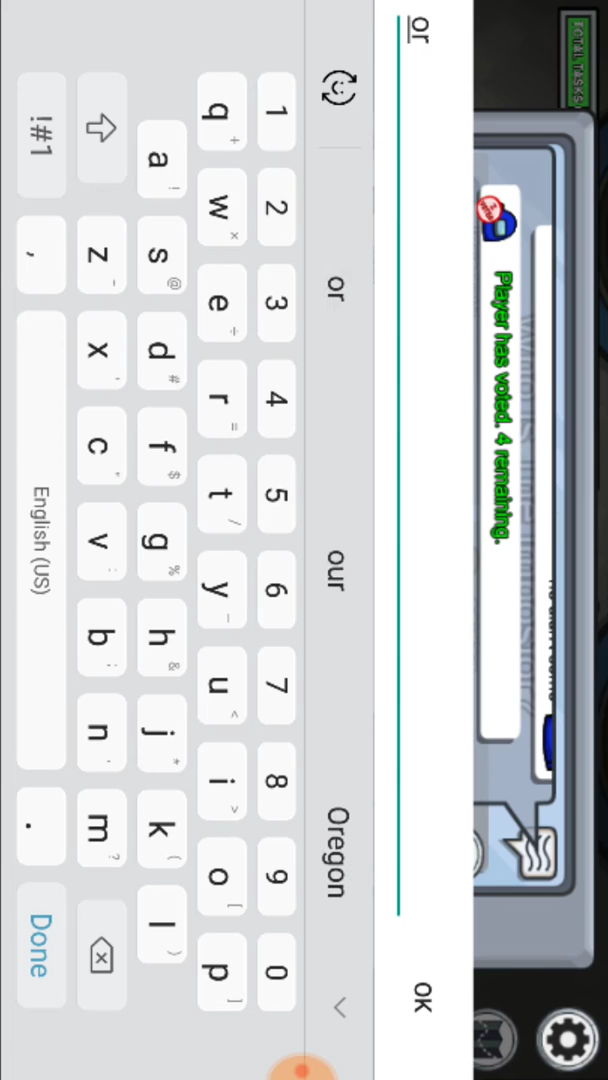 TOTAL TASKS
Player has voted. 4 remaining.
or
OK
or our Oregon
1 2 3 4 5 6 7 8 9 0
q w e r t y u i o p
+ × ÷ = / _ < > [ ]
a s d f g h j k l
! @ # $ % & * ( )
z x c v b n m
!#1 , English (US) . Done